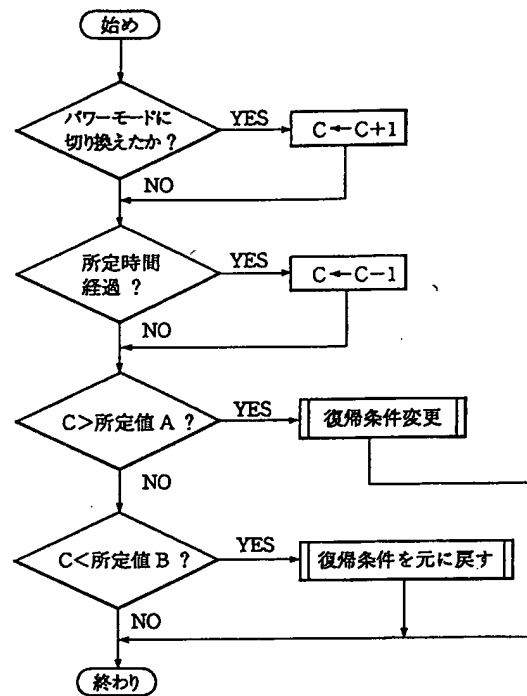 始め
パワーモードに
切り換えたか?
YES
C←C+1
NO
所定時間
経過?
YES
C←C−1
NO
C>所定値A?
YES
復帰条件変更
NO
C<所定値B?
YES
復帰条件を元に戻す
NO
終わり